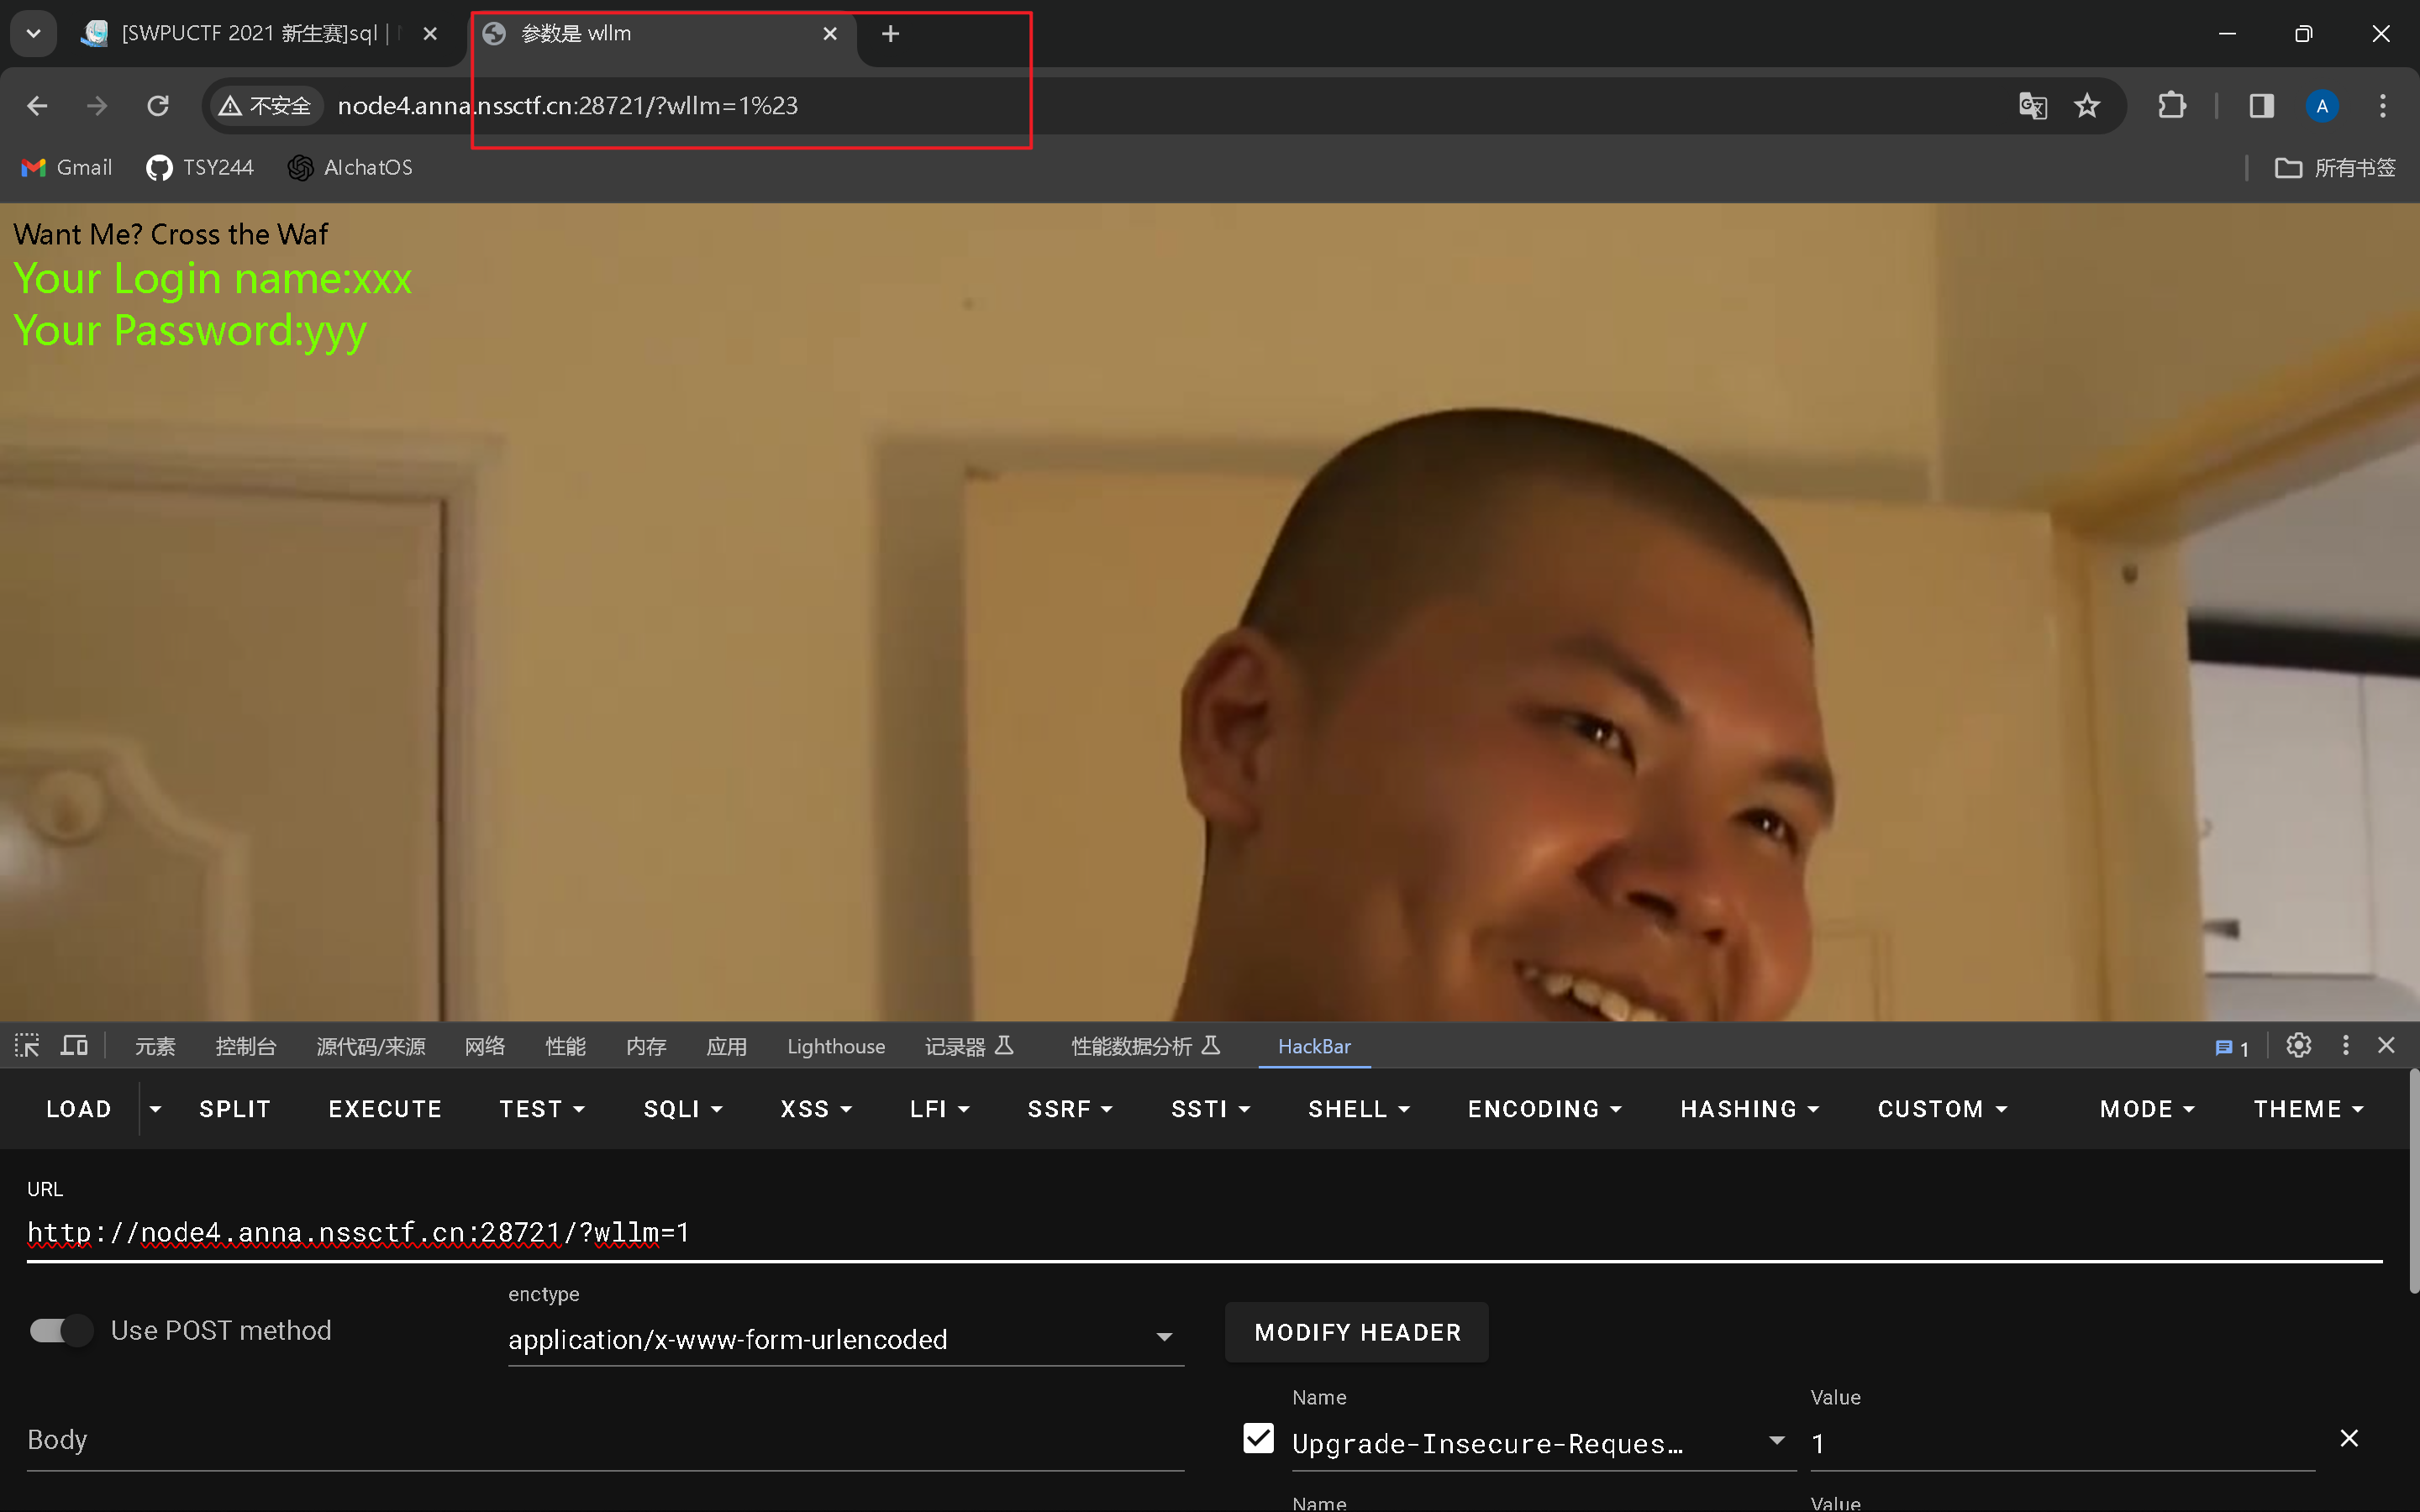 [SWPUCTF 2021 新生赛]sql |
参数是 wllm
不安全
node4.anna.nssctf.cn:28721/?wllm=1%23
A
Gmail
TSY244
AIchatOS
所有书签
Want Me? Cross the Waf
Your Login name:xxx
Your Password:yyy
元素 控制台 源代码/来源 网络 性能 内存 应用 Lighthouse 记录器 性能数据分析 HackBar 1
LOAD SPLIT EXECUTE TEST SQLI XSS LFI SSRF SSTI SHELL ENCODING HASHING CUSTOM MODE THEME
URL
http://node4.anna.nssctf.cn:28721/?wllm=1
Use POST method
enctype
application/x-www-form-urlencoded
MODIFY HEADER
Body
Name Value
Upgrade-Insecure-Reques… 1
Name Value